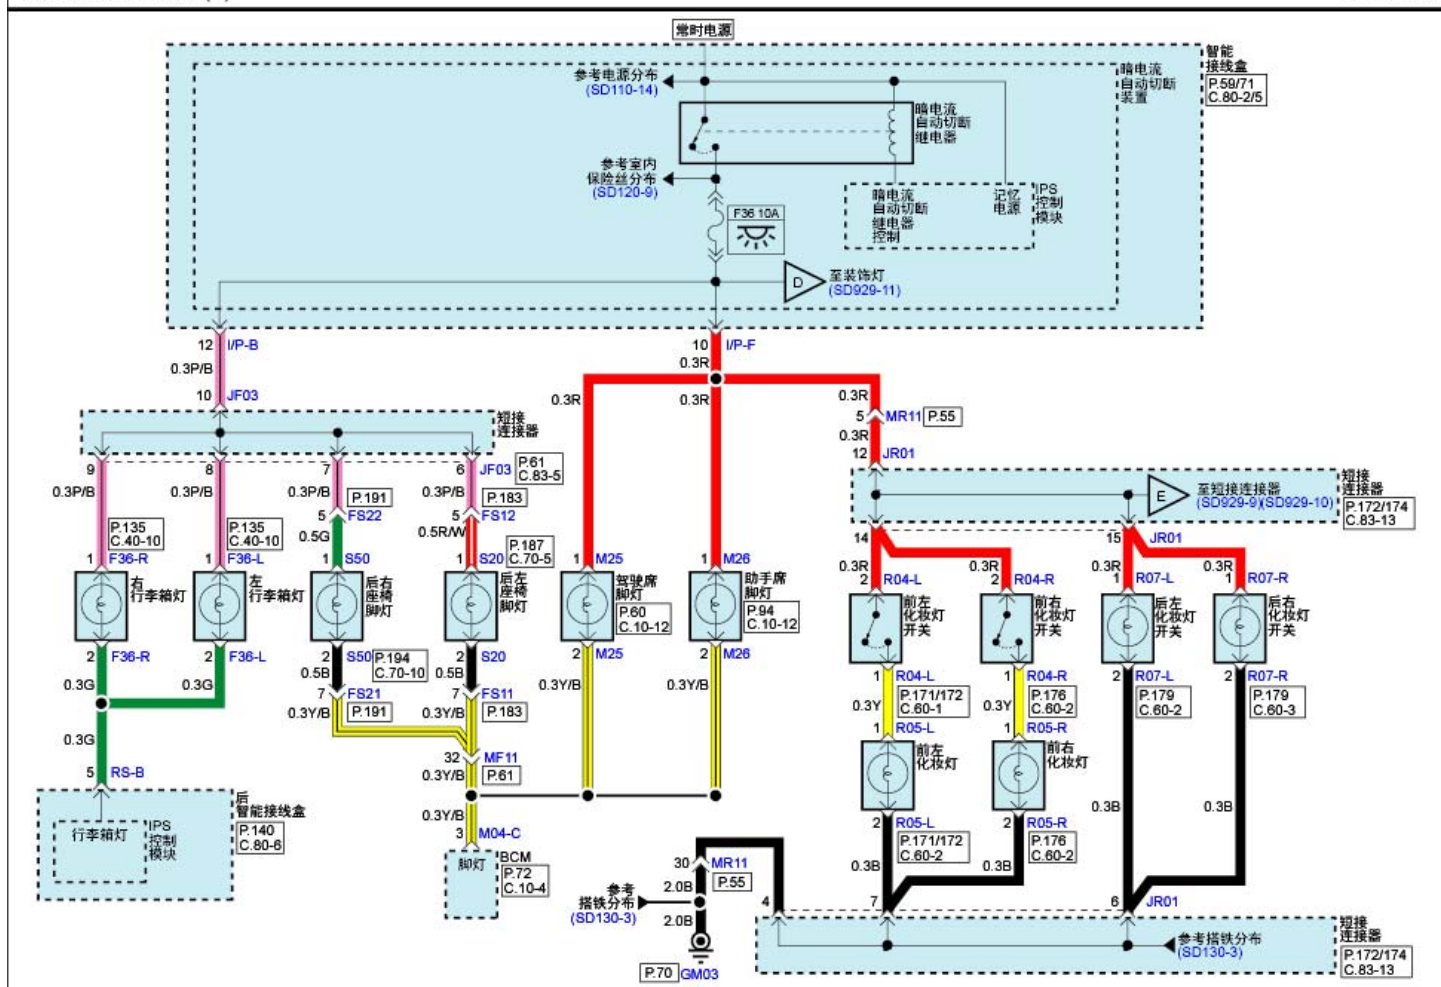 常时电源
智能
接线盒
P.59/71
C.80-2/5
暗电流
自动切断
装置
参考电源分布
(SD110-14)
暗电流
自动切断
继电器
参考室内
保险丝分布
(SD120-9)
暗电流
自动切断
继电器
控制
记忆
电源
IPS
控制
模块
F36 10A
D
至装饰灯
(SD929-11)
12 I/P-B
10 I/P-F
0.3P/B
0.3R
10 JF03
0.3R
0.3R
0.3R
5 MR11 P.55
0.3R
12 JR01
短接
连接器
9
8
7
6 JF03
P.61
C.83-5
0.3P/B
0.3P/B
0.3P/B
0.3P/B
P.191
P.183
5 FS22
5 FS12
0.5G
0.5R/W
P.135
C.40-10
P.135
C.40-10
P.187
C.70-5
E
至短接连接器
(SD929-9)(SD929-10)
短接
连接器
P.172/174
C.83-13
14
15 JR01
0.3R
0.3R
0.3R
0.3R
1 F36-R
1 F36-L
1 S50
1 S20
1 M25
1 M26
2 R04-L
2 R04-R
1 R07-L
1 R07-R
右
行李箱灯
左
行李箱灯
后右
座椅
脚灯
后左
座椅
脚灯
驾驶席
脚灯
P.60
C.10-12
助手席
脚灯
P.94
C.10-12
前左
化妆灯
开关
前右
化妆灯
开关
后左
化妆灯
开关
后右
化妆灯
开关
2 F36-R
2 F36-L
2 S50
P.194
C.70-10
2 S20
2 M25
2 M26
1 R04-L
1 R04-R
2 R07-L
2 R07-R
0.3G
0.3G
0.5B
0.5B
0.3Y/B
0.3Y/B
7 FS21
P.191
7 FS11
P.183
0.3Y/B
0.3Y/B
P.171/172
C.60-1
P.176
C.60-2
P.179
C.60-2
P.179
C.60-3
0.3Y
0.3Y
1 R05-L
1 R05-R
0.3G
32 MF11
P.61
0.3Y/B
前左
化妆灯
前右
化妆灯
5 RS-B
0.3Y/B
0.3B
0.3B
后
智能接线盒
P.140
C.80-6
行李箱灯
IPS
控制
模块
3 M04-C
脚灯
BCM
P.72
C.10-4
2 R05-L
2 R05-R
P.171/172
C.60-2
P.176
C.60-2
0.3B
0.3B
30 MR11
P.55
2.0B
参考
搭铁分布
(SD130-3)
2.0B
P.70 GM03
4
7
6 JR01
参考搭铁分布
(SD130-3)
短接
连接器
P.172/174
C.83-13